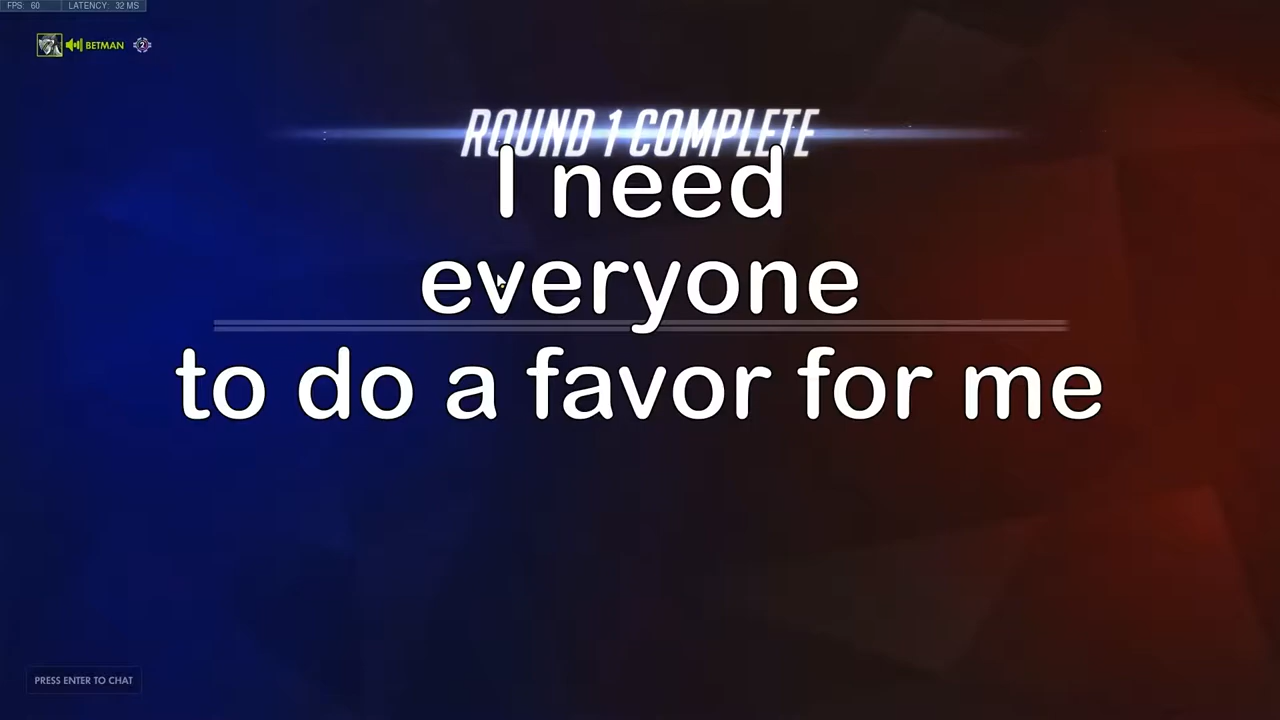 FPS: 60 LATENCY: 32 MS
BETMAN 2
ROUND 1 COMPLETE
I need
everyone
to do a favor for me
PRESS ENTER TO CHAT